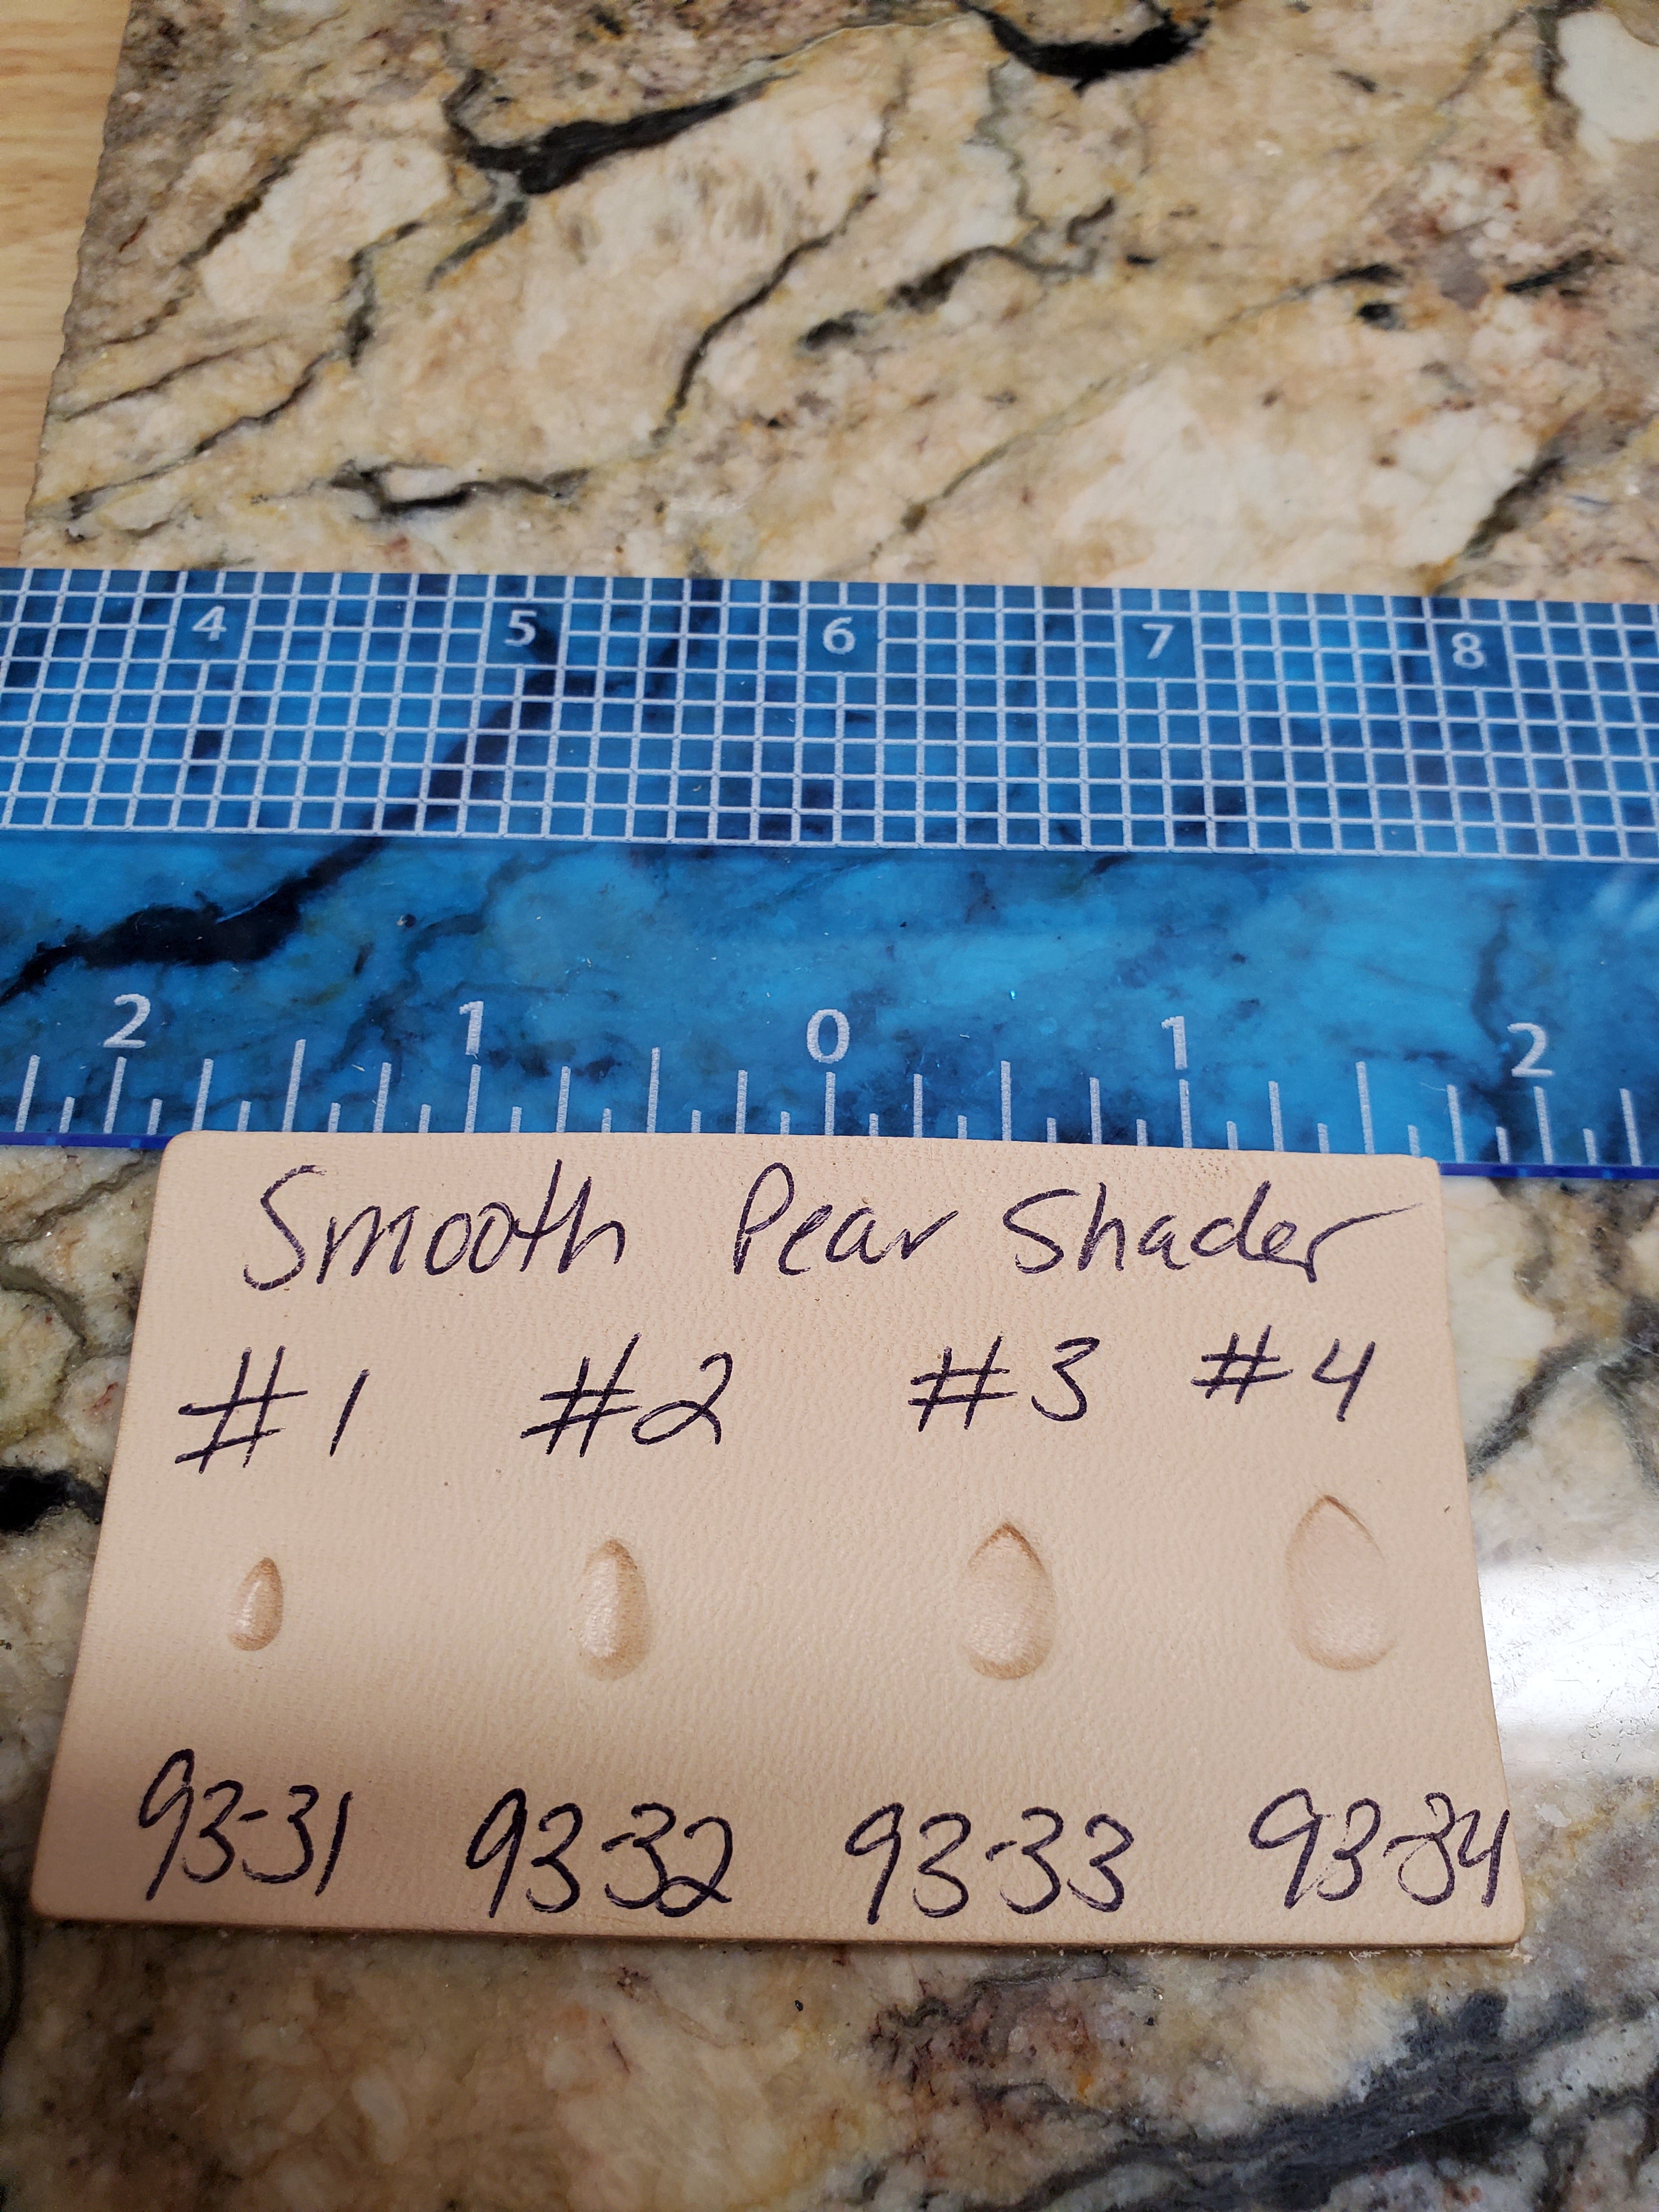 4 5 6 7 8
2 1 0 1 2
Smooth Pear Shader
#1 #2 #3 #4
93-31 93-32 93-33 93-34